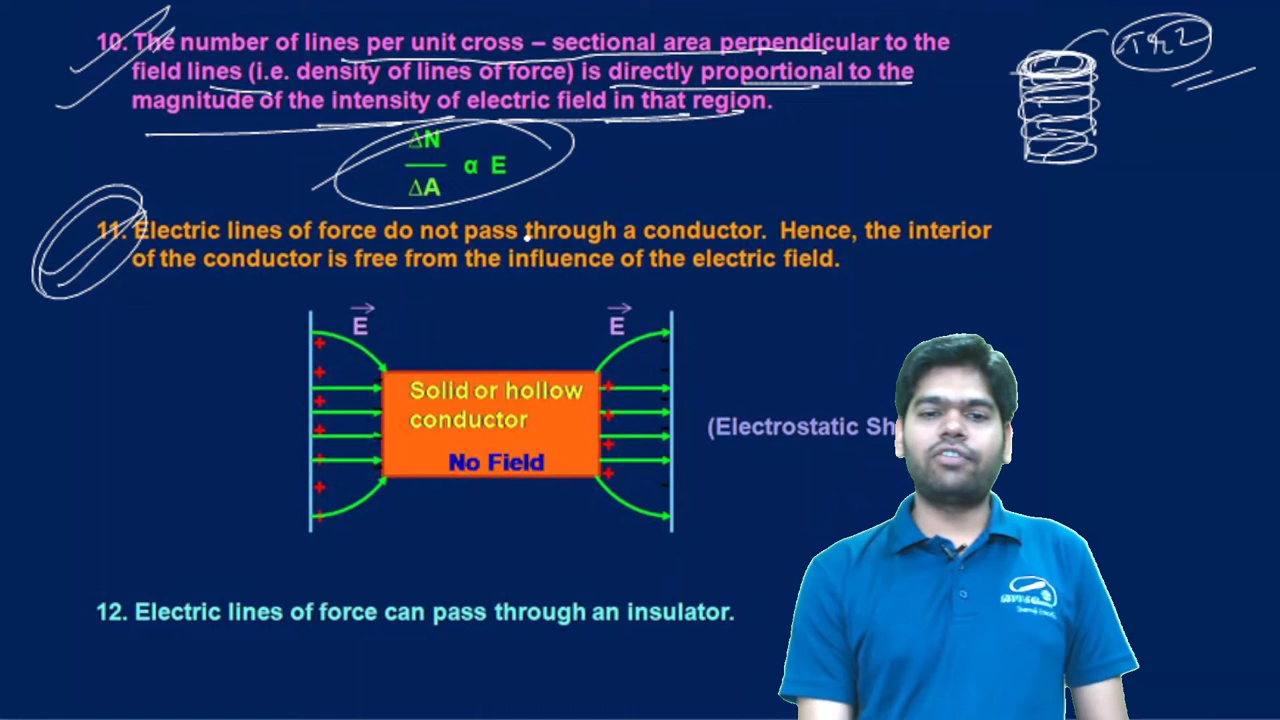 10. The number of lines per unit cross – sectional area perpendicular to the
field lines (i.e. density of lines of force) is directly proportional to the
magnitude of the intensity of electric field in that region.
πr2
ΔN
ΔA
α E
11. Electric lines of force do not pass through a conductor. Hence, the interior
of the conductor is free from the influence of the electric field.
E
E
Solid or hollow
conductor
No Field
(Electrostatic Sh
12. Electric lines of force can pass through an insulator.